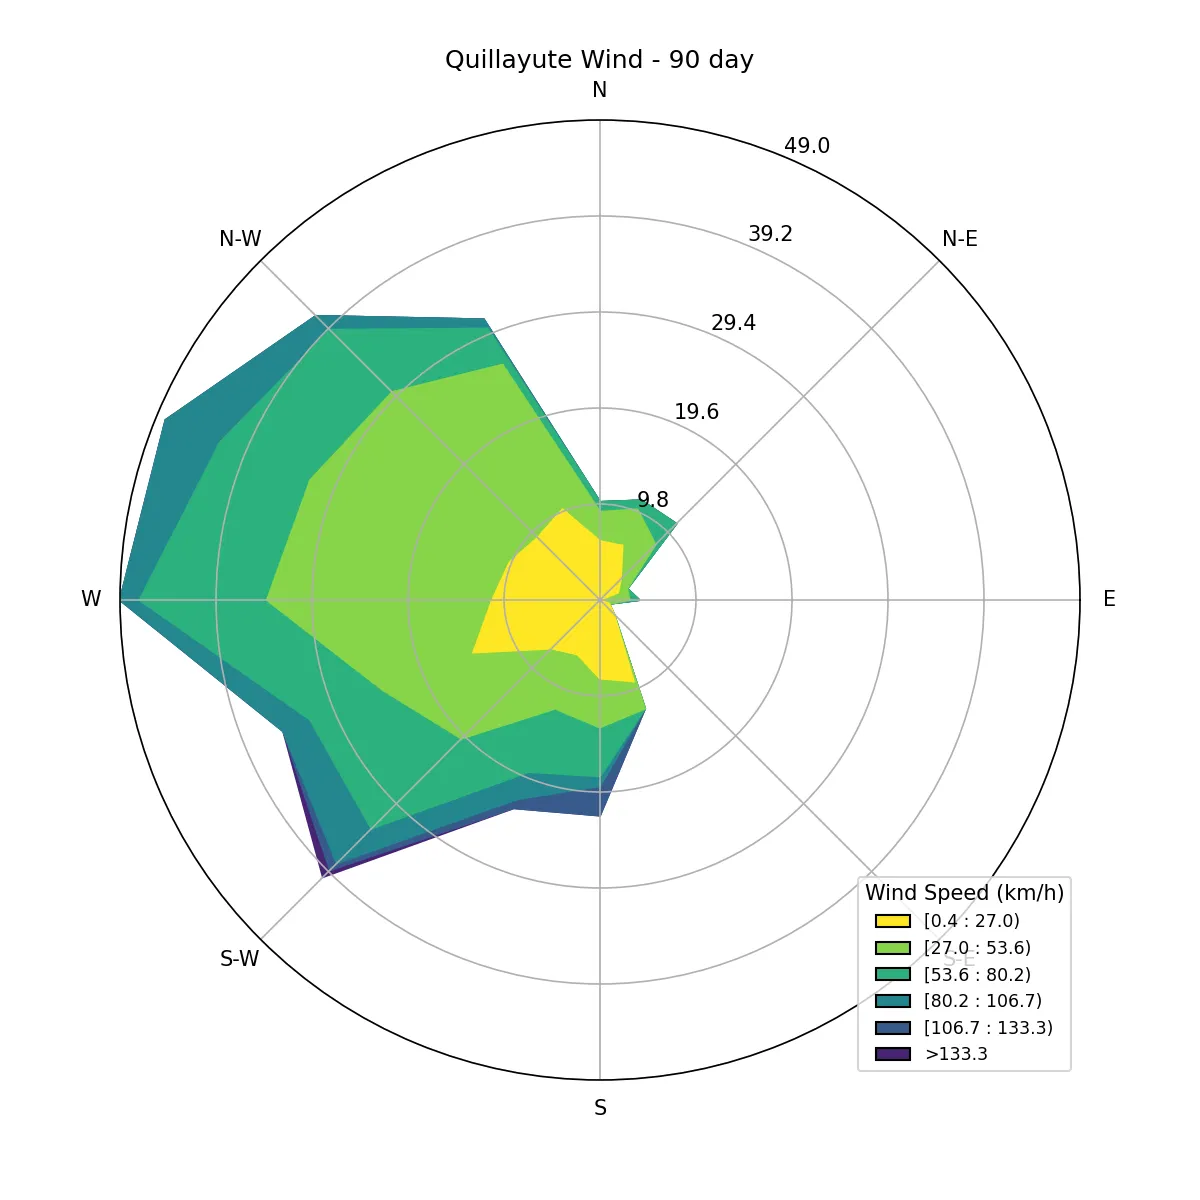 Quillayute Wind - 90 day
N
49.0
39.2
N-W
N-E
29.4
19.6
9.8
W
E
Wind Speed (km/h)
[0.4 : 27.0)
[27.0 : 53.6)
S-W
S-E
[53.6 : 80.2)
[80.2 : 106.7)
[106.7 : 133.3)
>133.3
S